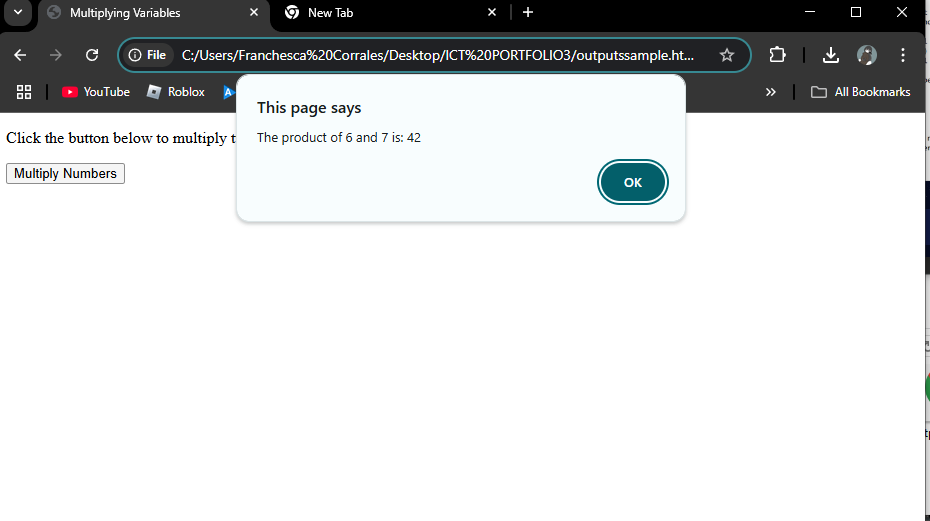 Multiplying Variables
New Tab
File
C:/Users/Franchesca%20Corrales/Desktop/ICT%20PORTFOLIO3/outputssample.ht...
YouTube
Roblox
All Bookmarks
This page says
The product of 6 and 7 is: 42
OK
Click the button below to multiply
Multiply Numbers